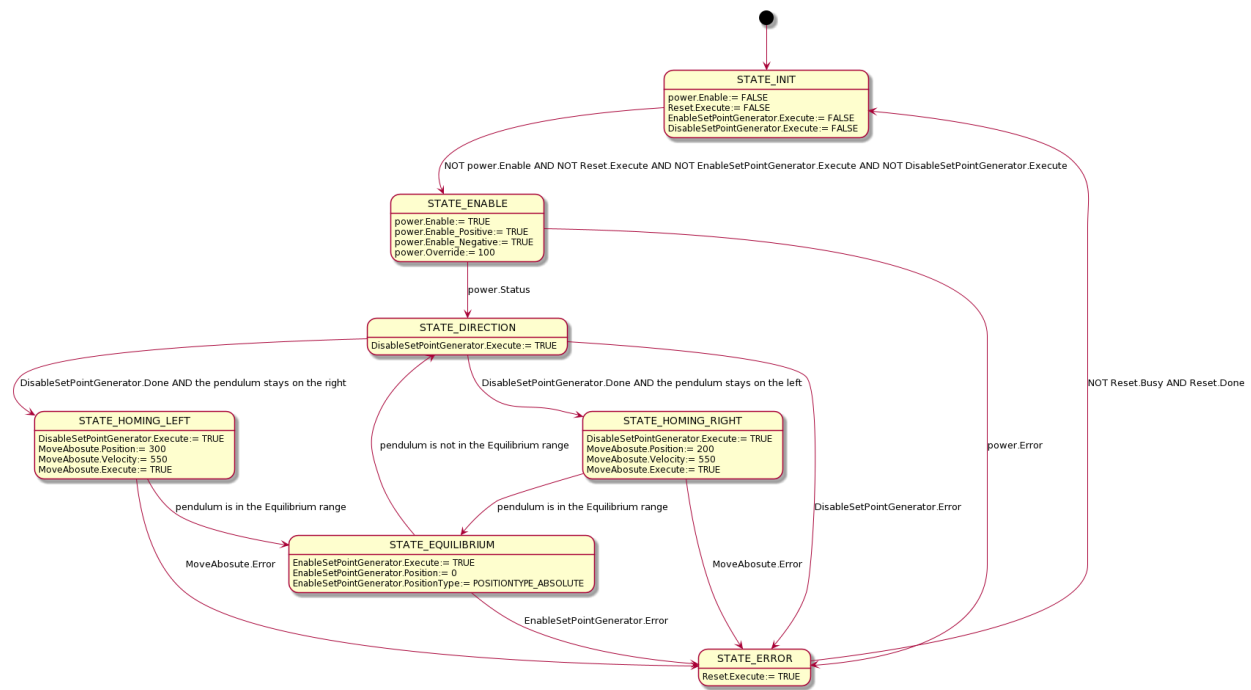 STATE_INIT
power.Enable:= FALSE
Reset.Execute:= FALSE
EnableSetPointGenerator.Execute:= FALSE
DisableSetPointGenerator.Execute:= FALSE
NOT power.Enable AND NOT Reset.Execute AND NOT EnableSetPointGenerator.Execute AND NOT DisableSetPointGenerator.Execute
STATE_ENABLE
power.Enable:= TRUE
power.Enable_Positive:= TRUE
power.Enable_Negative:= TRUE
power.Override:= 100
power.Status
STATE_DIRECTION
DisableSetPointGenerator.Execute:= TRUE
DisableSetPointGenerator.Done AND the pendulum stays on the right
DisableSetPointGenerator.Done AND the pendulum stays on the left
NOT Reset.Busy AND Reset.Done
STATE_HOMING_LEFT
DisableSetPointGenerator.Execute:= TRUE
MoveAbosute.Position:= 300
MoveAbosute.Velocity:= 550
MoveAbosute.Execute:= TRUE
pendulum is not in the Equilibrium range
STATE_HOMING_RIGHT
DisableSetPointGenerator.Execute:= TRUE
MoveAbosute.Position:= 200
MoveAbosute.Velocity:= 550
MoveAbosute.Execute:= TRUE
power.Error
pendulum is in the Equilibrium range
pendulum is in the Equilibrium range
DisableSetPointGenerator.Error
STATE_EQUILIBRIUM
EnableSetPointGenerator.Execute:= TRUE
EnableSetPointGenerator.Position:= 0
EnableSetPointGenerator.PositionType:= POSITIONTYPE_ABSOLUTE
MoveAbosute.Error
MoveAbosute.Error
EnableSetPointGenerator.Error
STATE_ERROR
Reset.Execute:= TRUE